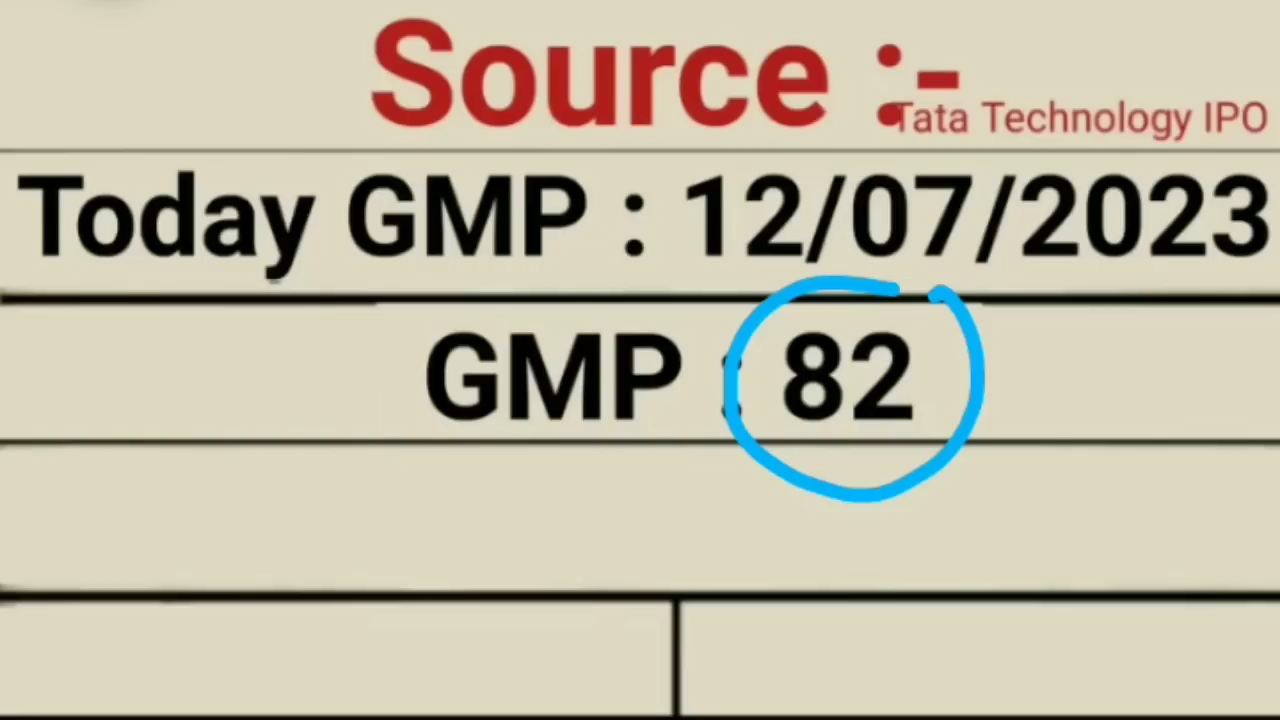 Source :-
Tata Technology IPO
Today GMP : 12/07/2023
GMP : 82